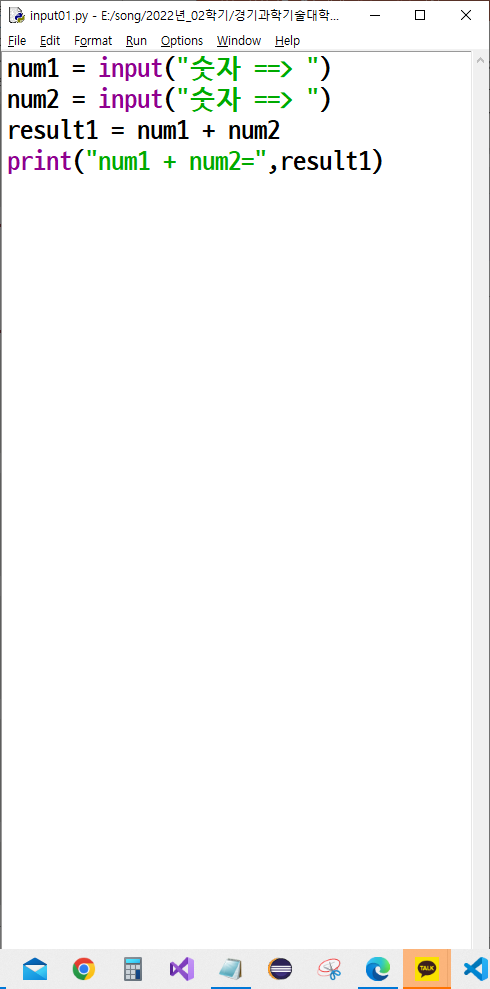 input01.py - E:/song/2022년_02학기/경기과학기술대학...
File Edit Format Run Options Window Help
num1 = input("숫자 ==> ")
num2 = input("숫자 ==> ")
result1 = num1 + num2
print("num1 + num2=",result1)
TALK